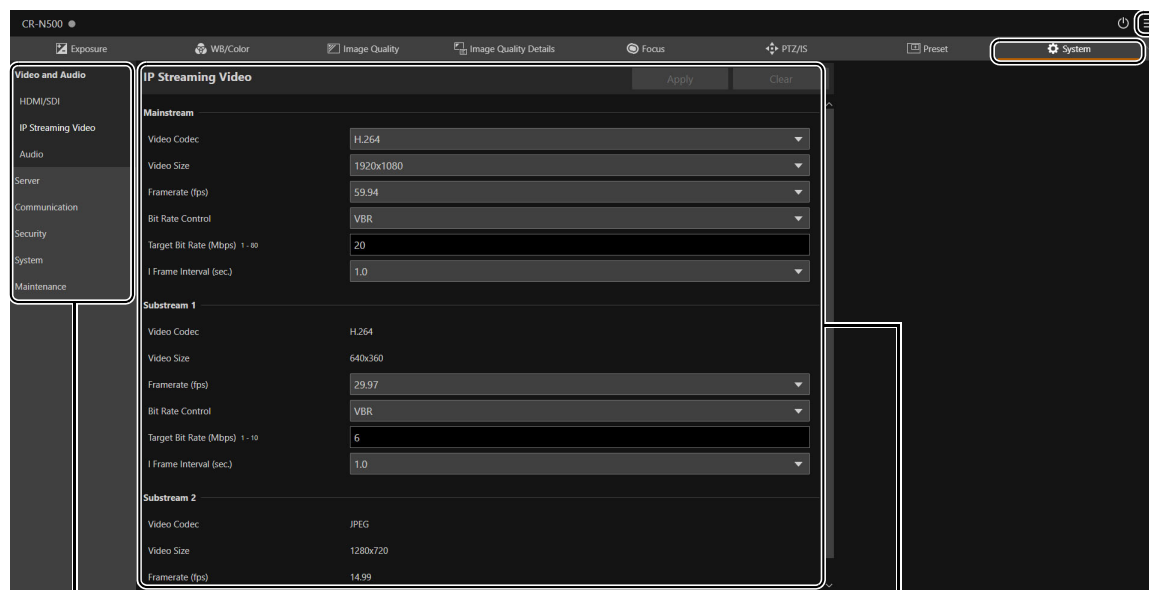 CR-N500
Exposure WB/Color Image Quality Image Quality Details Focus PTZ/IS Preset System
Video and Audio
HDMI/SDI
IP Streaming Video
Audio
Server
Communication
Security
System
Maintenance
IP Streaming Video Apply Clear
Mainstream
Video Codec H.264
Video Size 1920x1080
Framerate (fps) 59.94
Bit Rate Control VBR
Target Bit Rate (Mbps) 1 - 80 20
I Frame Interval (sec.) 1.0
Substream 1
Video Codec H.264
Video Size 640x360
Framerate (fps) 29.97
Bit Rate Control VBR
Target Bit Rate (Mbps) 1 - 10 6
I Frame Interval (sec.) 1.0
Substream 2
Video Codec JPEG
Video Size 1280x720
Framerate (fps) 14.99